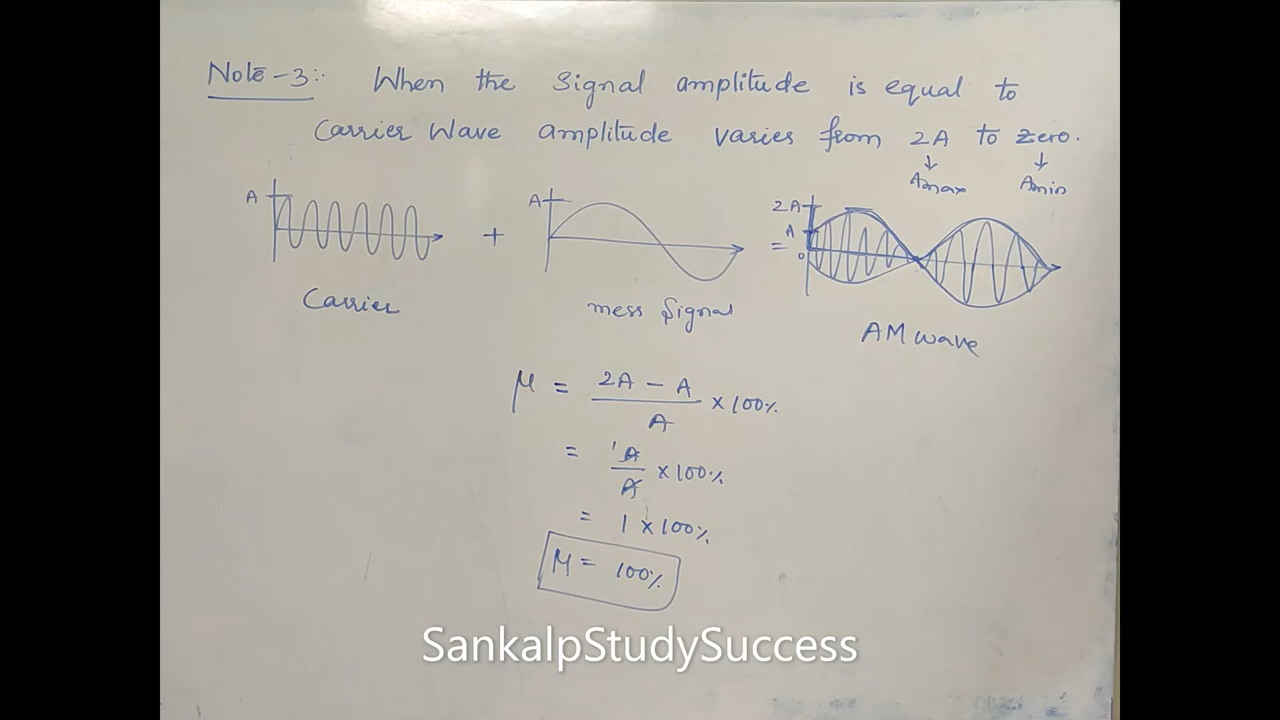 Note-3:- When the Signal amplitude is equal to
Carrier Wave amplitude varies from 2A to zero.
↓ ↓
Amax Amin
A
+
A
=
2A
A
0
Carrier
mess Signal
AM wave
μ = 2A - A / A × 100%
= 1 A / A × 100%
= 1 × 100%
M = 100%
SankalpStudySuccess